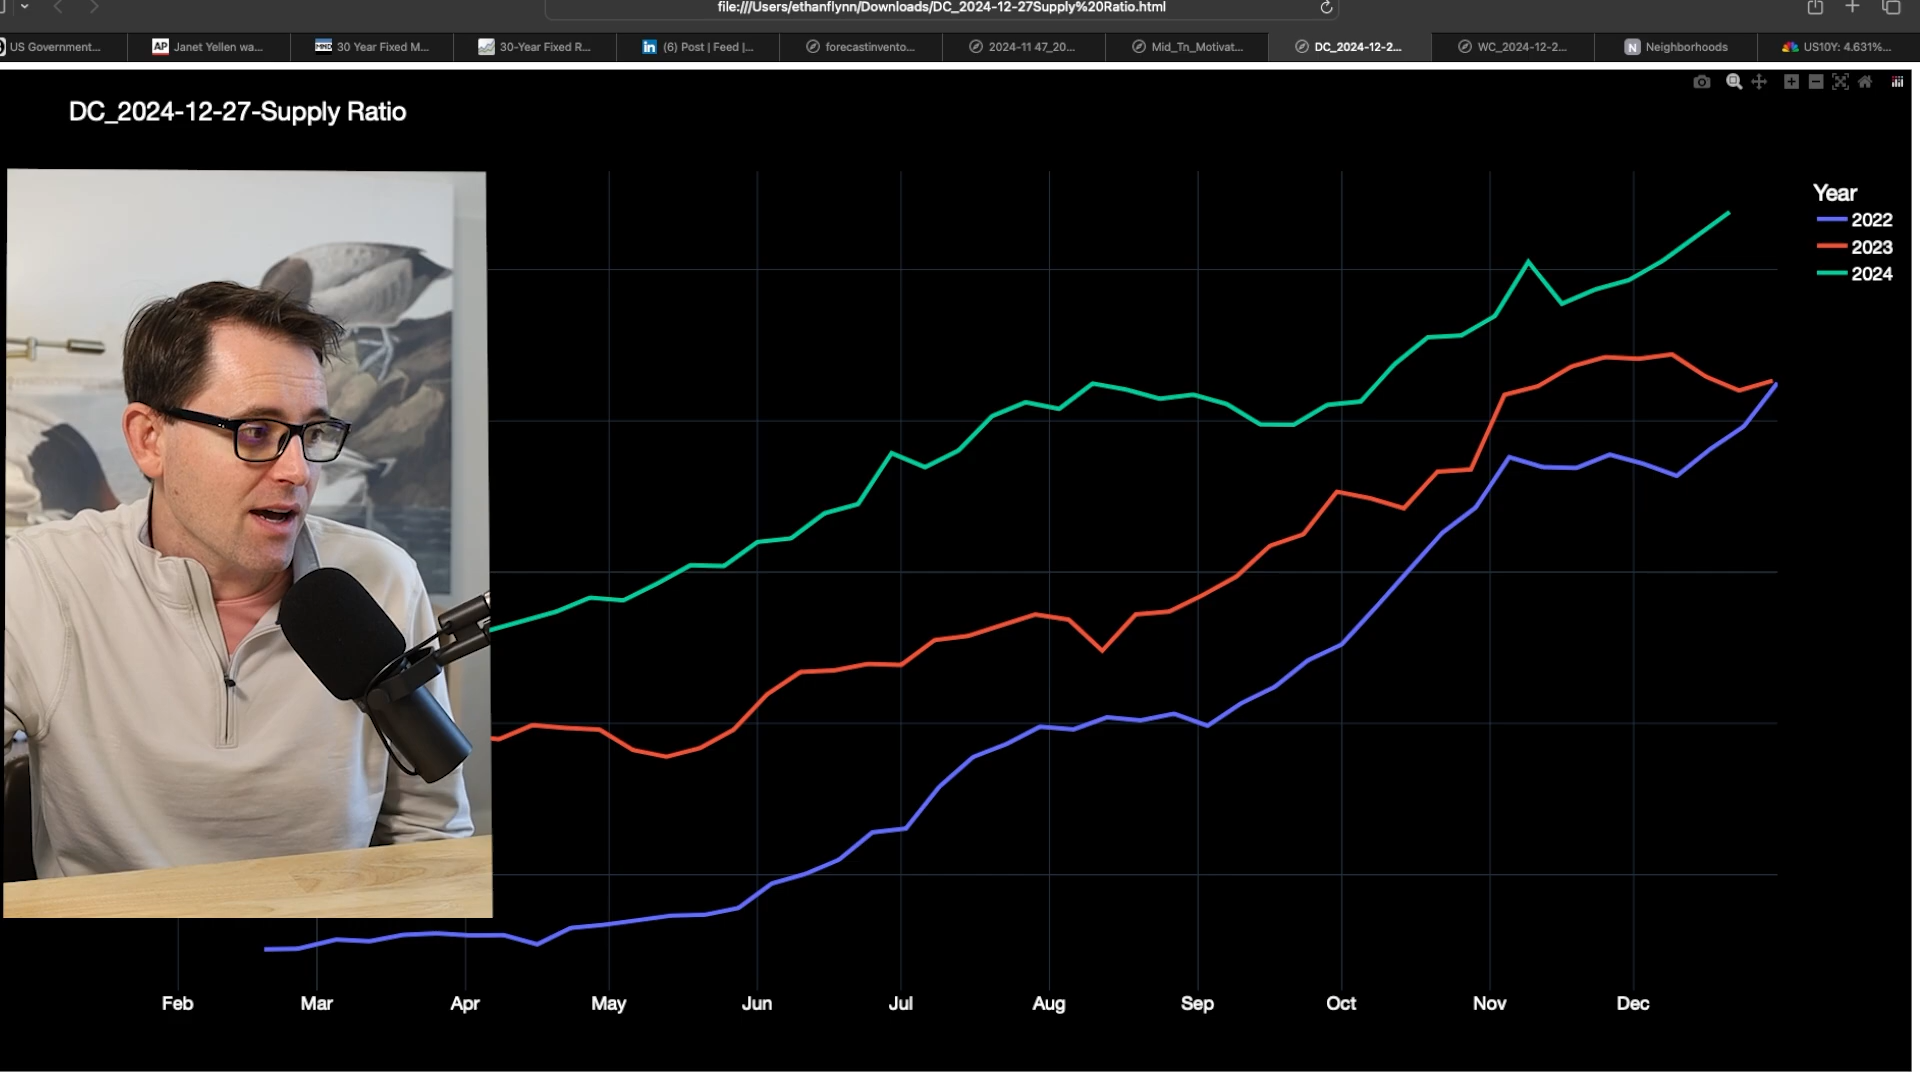 file:///Users/ethanflynn/Downloads/DC_2024-12-27Supply%20Ratio.html
US Government...
AP Janet Yellen wa...
MND 30 Year Fixed M...
30-Year Fixed R...
in (6) Post | Feed |...
forecastinvento...
2024-11 47_20...
Mid_Tn_Motivat...
DC_2024-12-2...
WC_2024-12-2...
N Neighborhoods
US10Y: 4.631%...
DC_2024-12-27-Supply Ratio
Year
2022
2023
2024
Feb Mar Apr May Jun Jul Aug Sep Oct Nov Dec